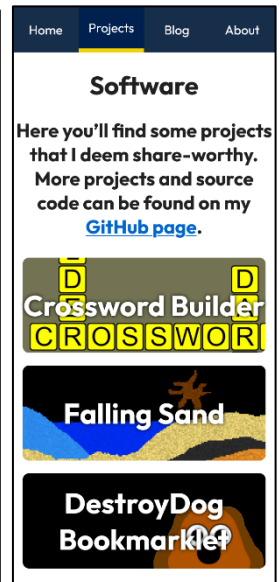 Home Projects Blog About
Software
Here you’ll find some projects
that I deem share-worthy.
More projects and source
code can be found on my
GitHub page.
D
D D
Crossword Builder
CROSSWOR
Falling Sand
DestroyDog
Bookmarklet